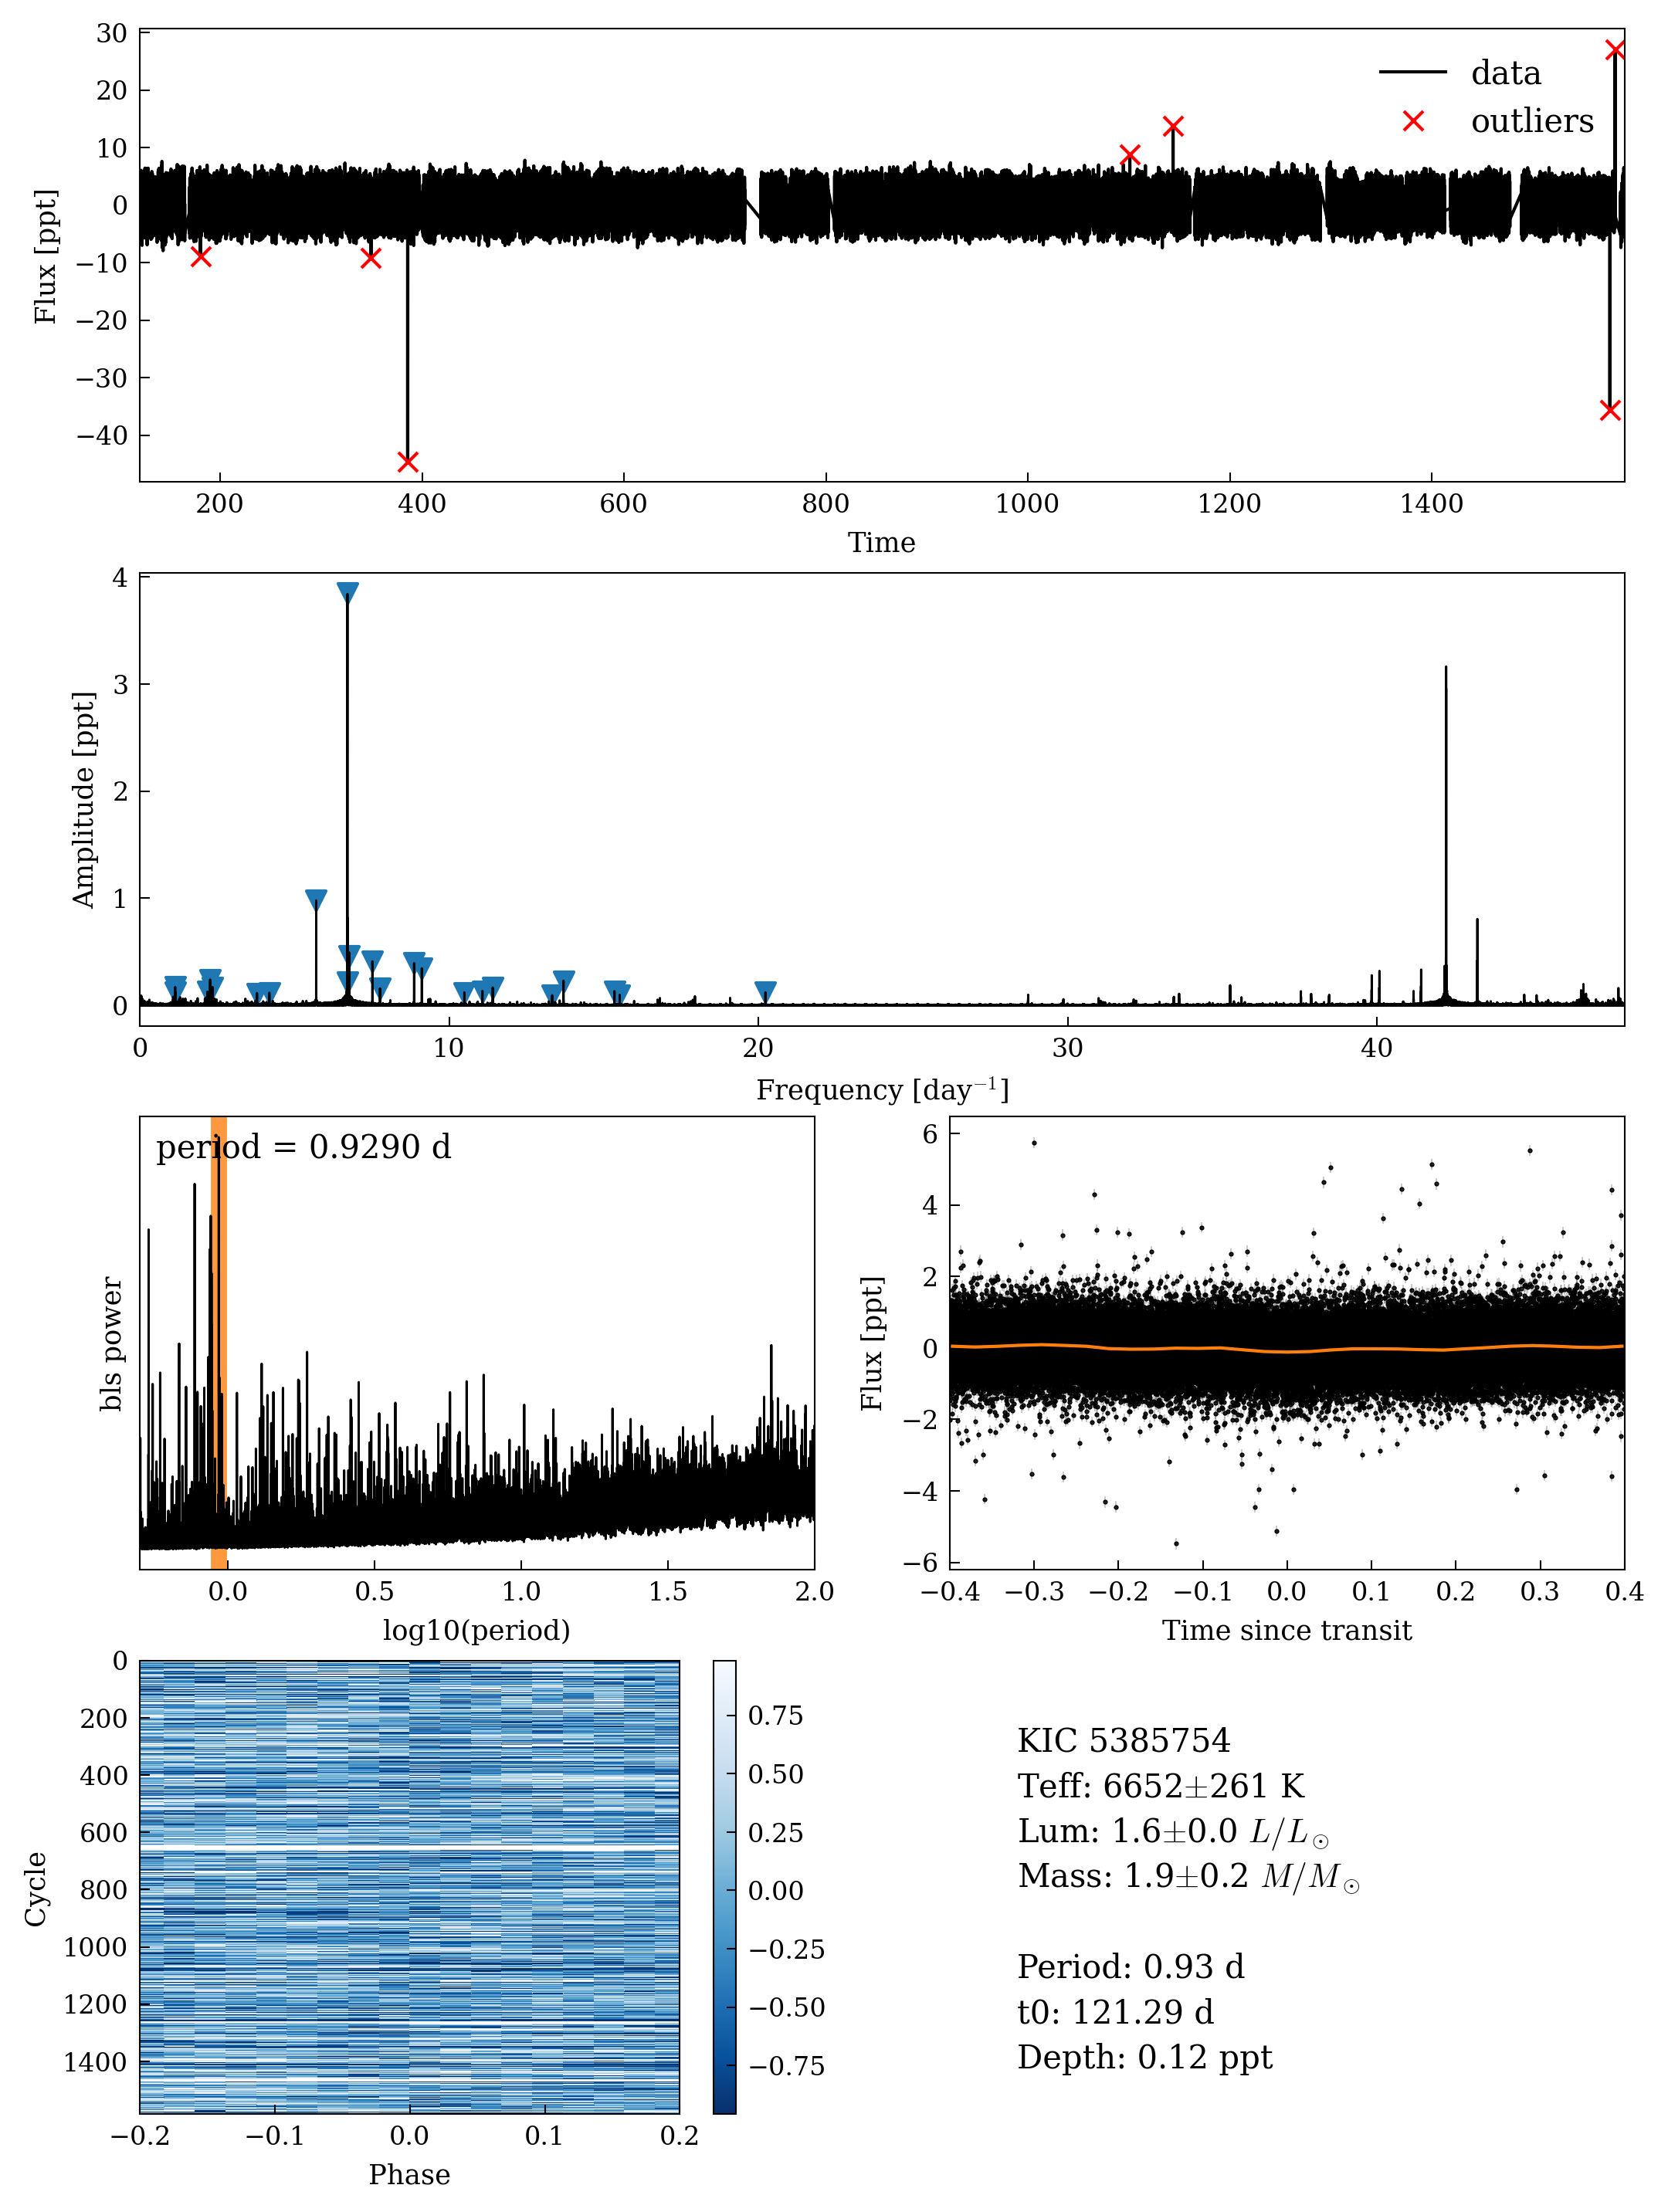 30
20
10
0
−10
−20
−30
−40
Flux [ppt]
data
outliers
200 400 600 800 1000 1200 1400
Time
4
3
2
1
0
Amplitude [ppt]
0 10 20 30 40
Frequency [day⁻¹]
period = 0.9290 d
bls power
0.0 0.5 1.0 1.5 2.0
log10(period)
6
4
2
0
−2
−4
−6
Flux [ppt]
−0.4 −0.3 −0.2 −0.1 0.0 0.1 0.2 0.3 0.4
Time since transit
0
200
400
600
800
1000
1200
1400
Cycle
−0.2 −0.1 0.0 0.1 0.2
Phase
0.75
0.50
0.25
0.00
−0.25
−0.50
−0.75
KIC 5385754
Teff: 6652±261 K
Lum: 1.6±0.0 L/L⊙
Mass: 1.9±0.2 M/M⊙
Period: 0.93 d
t0: 121.29 d
Depth: 0.12 ppt